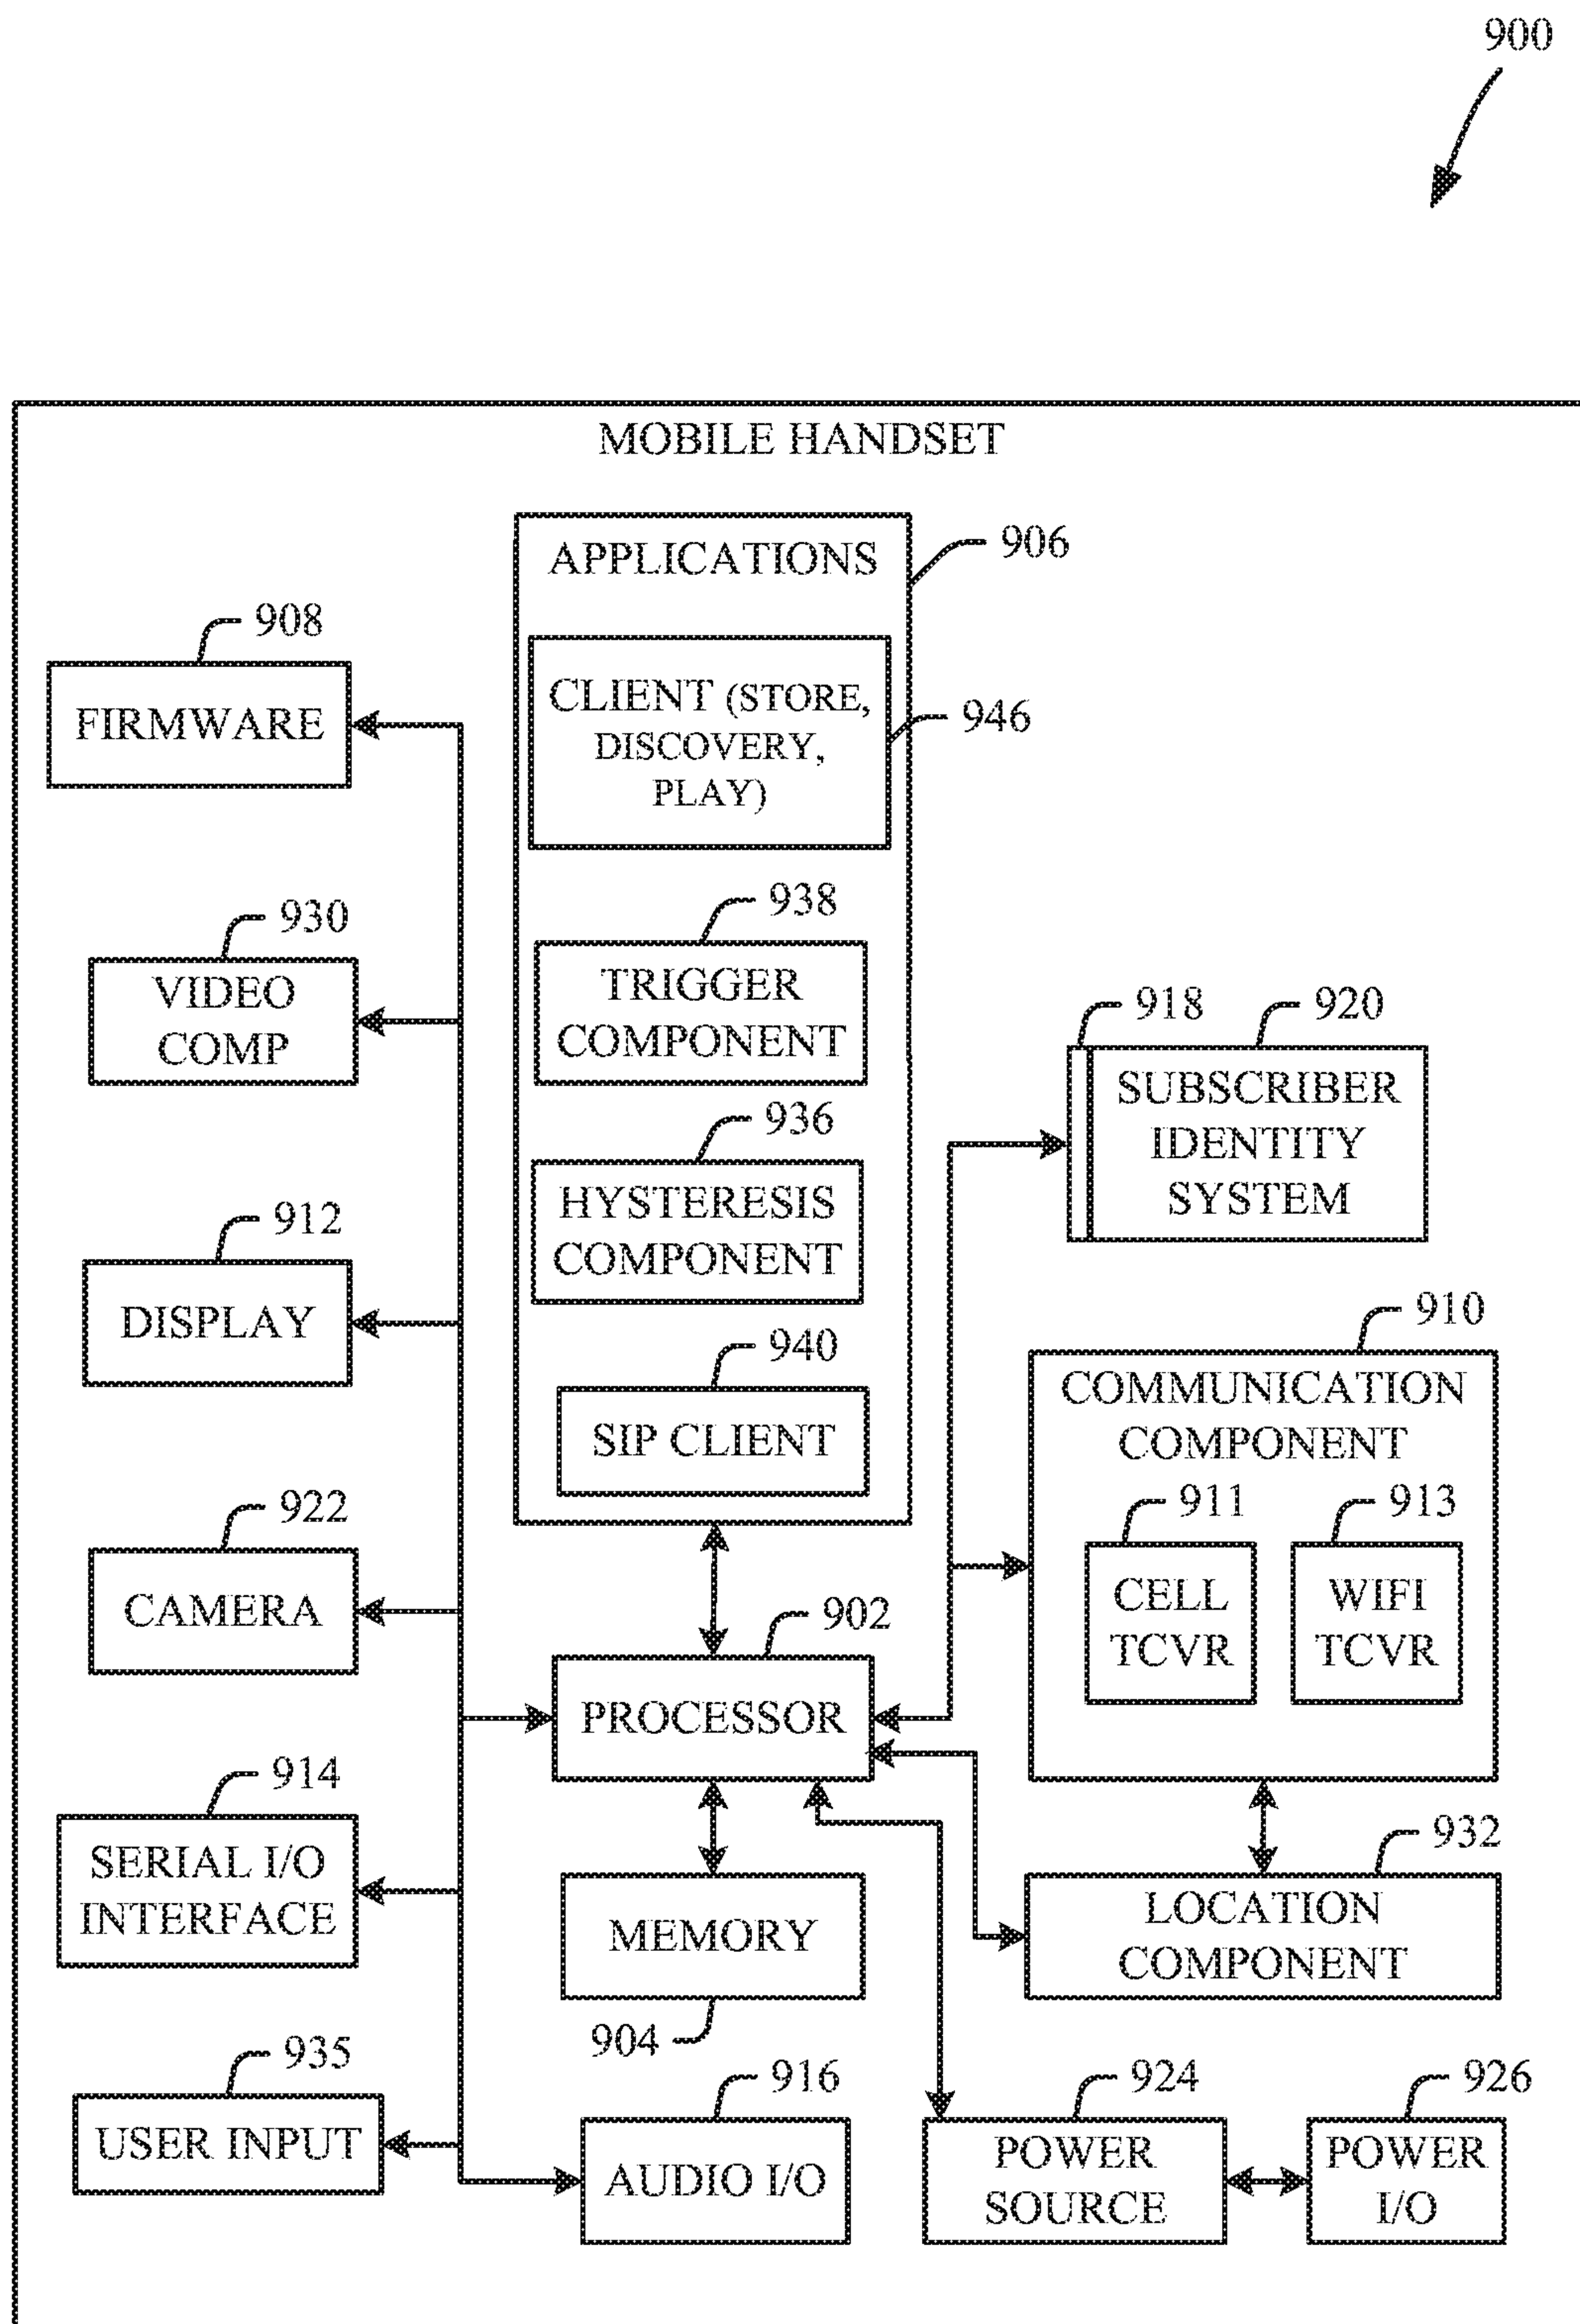 900
MOBILE HANDSET
APPLICATIONS
906
908
FIRMWARE
CLIENT (STORE,
DISCOVERY,
PLAY)
946
930
VIDEO
COMP
938
TRIGGER
COMPONENT
918
920
SUBSCRIBER
IDENTITY
SYSTEM
936
HYSTERESIS
COMPONENT
912
DISPLAY
940
SIP CLIENT
910
COMMUNICATION
COMPONENT
911
CELL
TCVR
913
WIFI
TCVR
922
CAMERA
902
PROCESSOR
914
SERIAL I/O
INTERFACE
MEMORY
904
932
LOCATION
COMPONENT
935
USER INPUT
916
AUDIO I/O
924
POWER
SOURCE
926
POWER
I/O